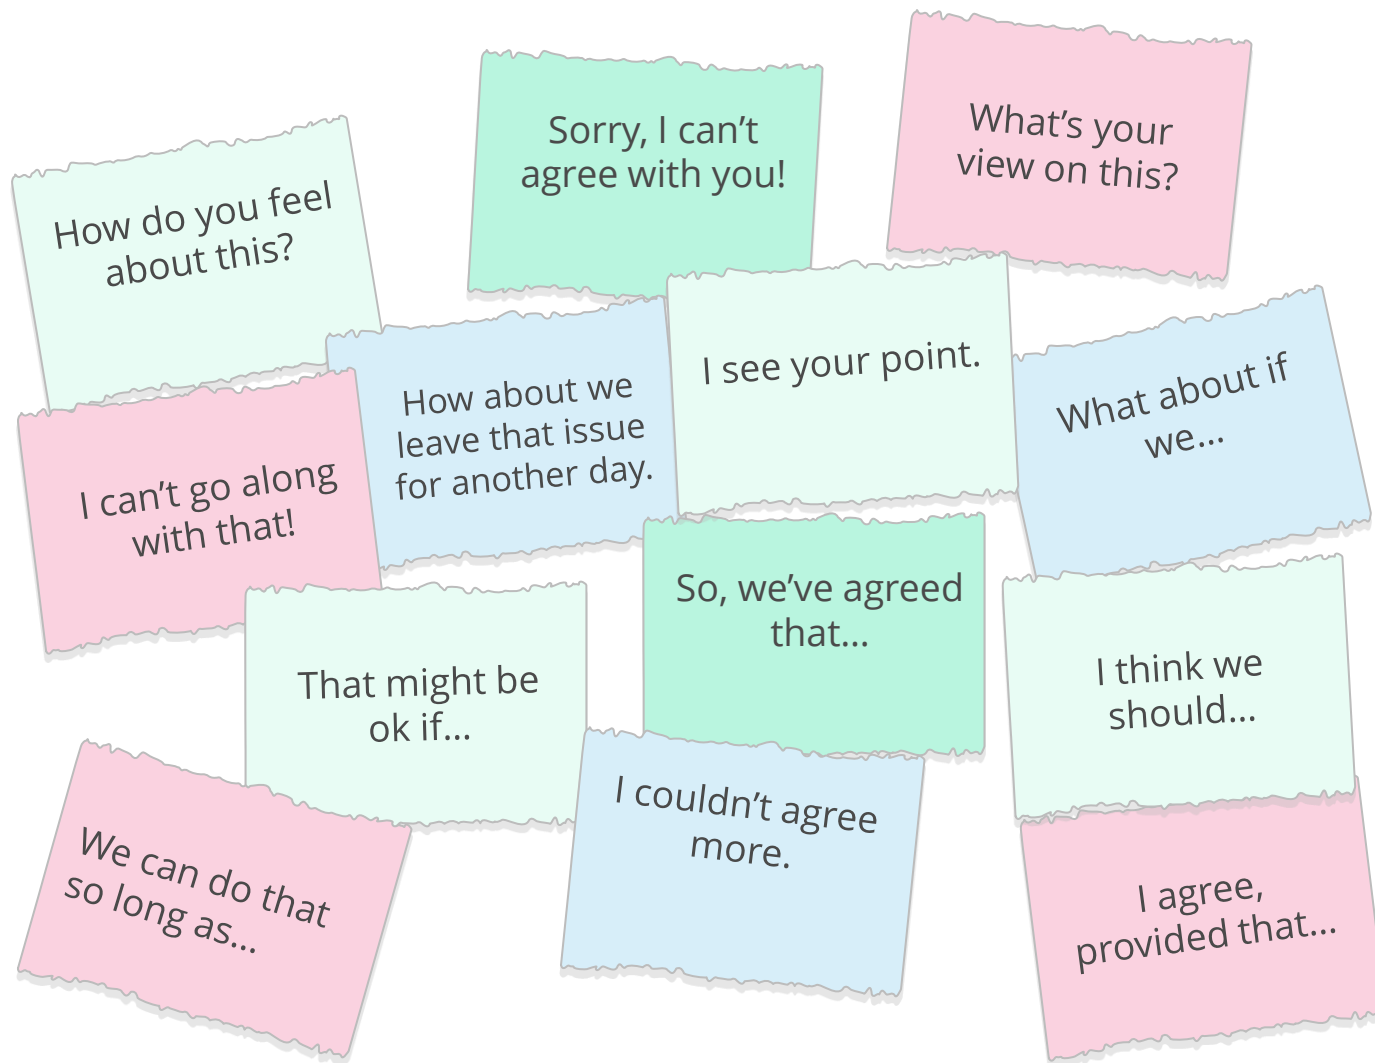 Sorry, I can’t
agree with you!
What’s your
view on this?
How do you feel
about this?
How about we
leave that issue
for another day.
I see your point.
What about if
we...
I can’t go along
with that!
So, we’ve agreed
that...
That might be
ok if...
I think we
should...
We can do that
so long as...
I couldn’t agree
more.
I agree,
provided that...